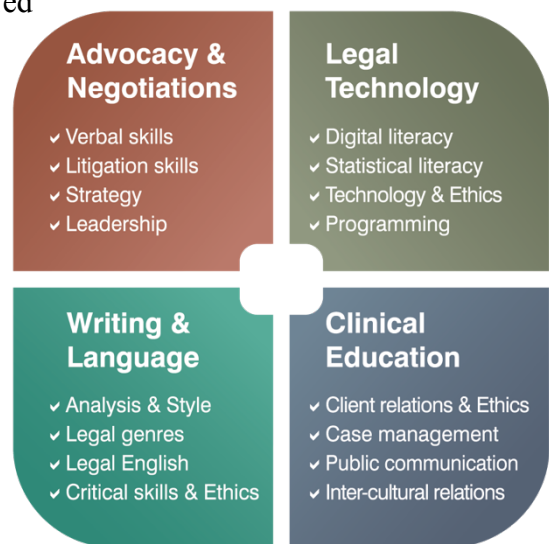 ed
Advocacy &
Negotiations
Verbal skills
Litigation skills
Strategy
Leadership
Legal
Technology
Digital literacy
Statistical literacy
Technology & Ethics
Programming
Writing &
Language
Analysis & Style
Legal genres
Legal English
Critical skills & Ethics
Clinical
Education
Client relations & Ethics
Case management
Public communication
Inter-cultural relations